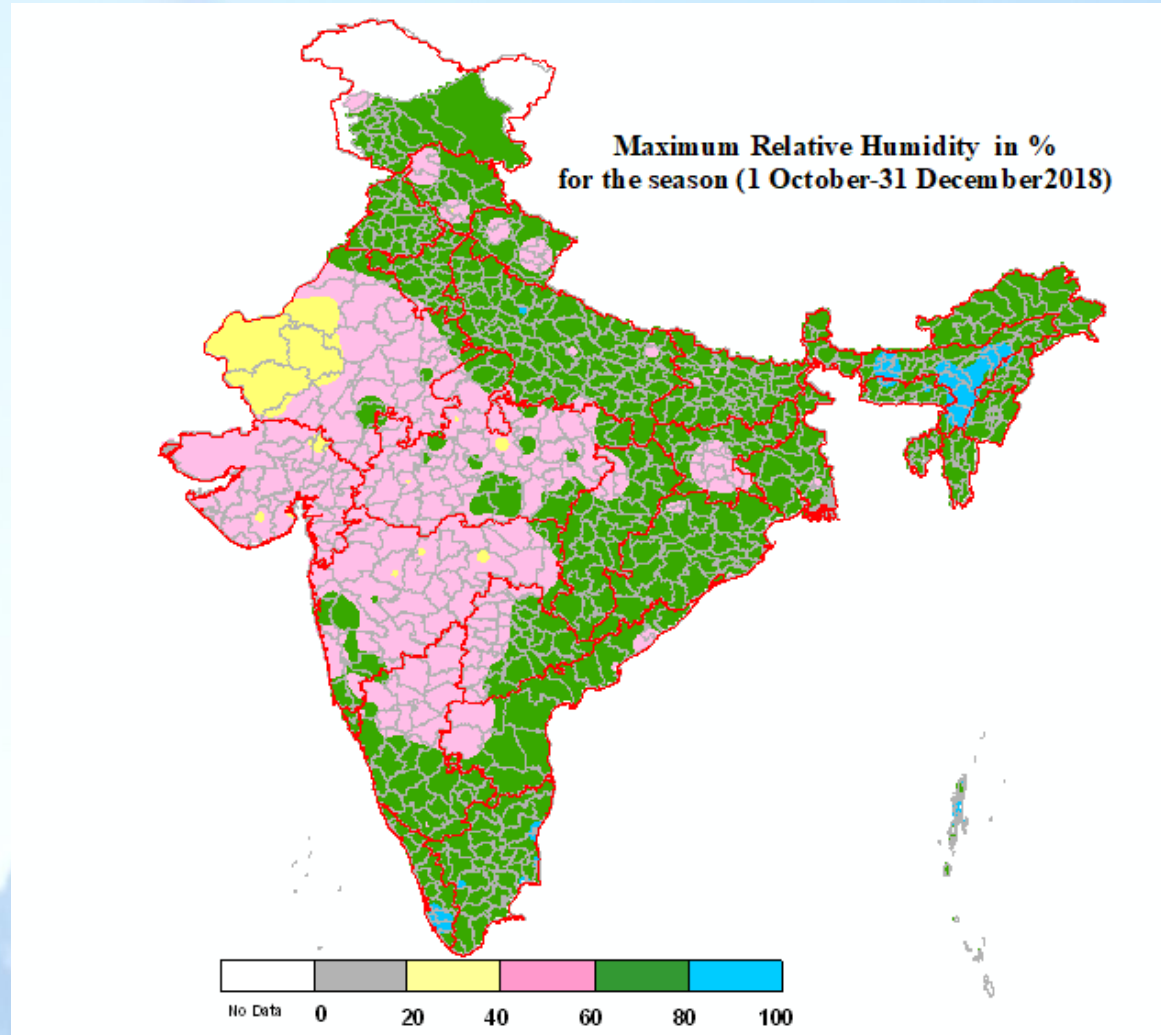 Maximum Relative Humidity in %
for the season (1 October-31 December2018)
No Data 0 20 40 60 80 100